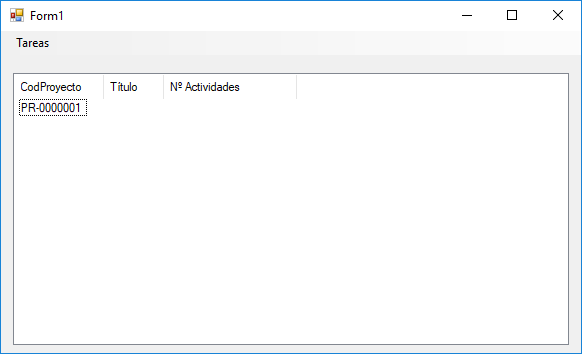 Form1
Tareas
CodProyecto Título Nº Actividades
PR-0000001